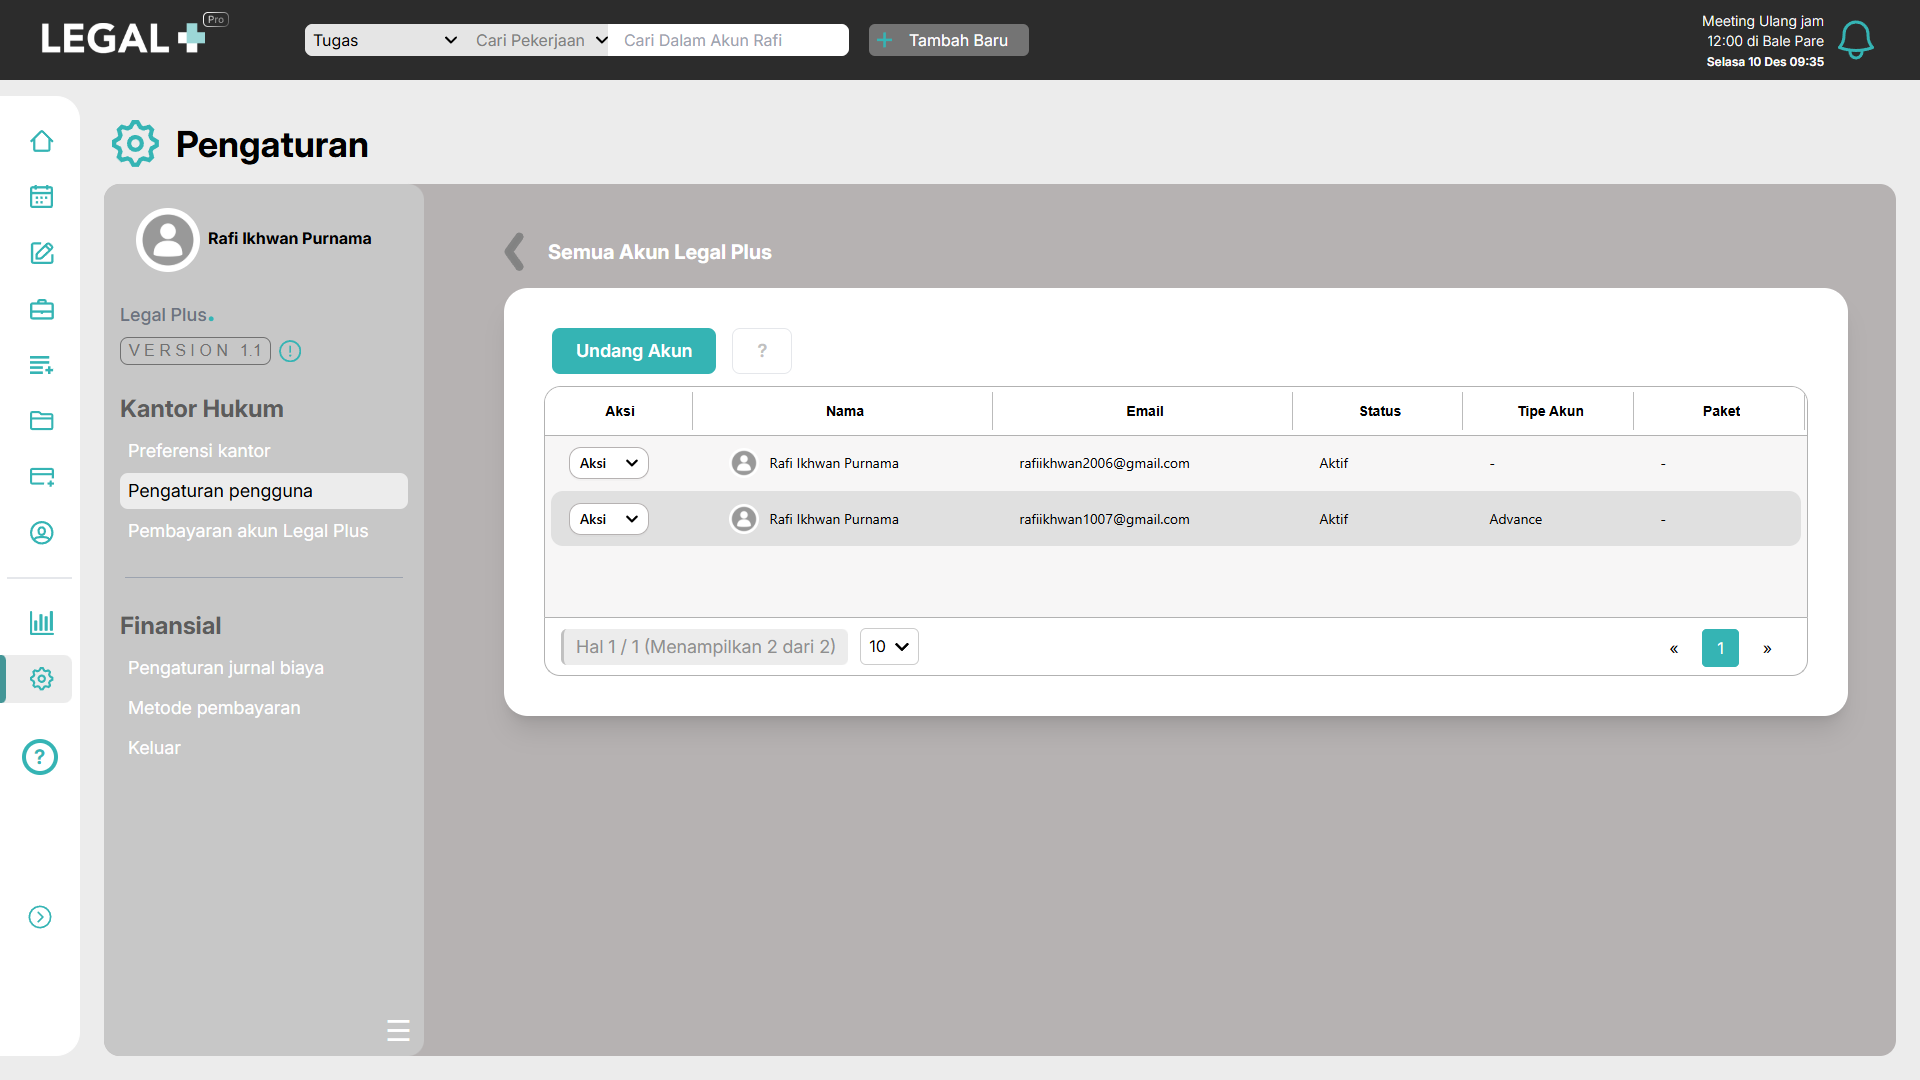 LEGAL Pro
Tugas
Cari Pekerjaan
Cari Dalam Akun Rafi
+ Tambah Baru
Meeting Ulang jam
12:00 di Bale Pare
Selasa 10 Des 09:35
Pengaturan
Rafi Ikhwan Purnama
Legal Plus.
VERSION 1.1
Kantor Hukum
Preferensi kantor
Pengaturan pengguna
Pembayaran akun Legal Plus
Finansial
Pengaturan jurnal biaya
Metode pembayaran
Keluar
?
Semua Akun Legal Plus
Undang Akun ?
Aksi Nama Email Status Tipe Akun Paket
Aksi Rafi Ikhwan Purnama rafiikhwan2006@gmail.com Aktif - -
Aksi Rafi Ikhwan Purnama rafiikhwan1007@gmail.com Aktif Advance -
Hal 1 / 1 (Menampilkan 2 dari 2) 10 « 1 »